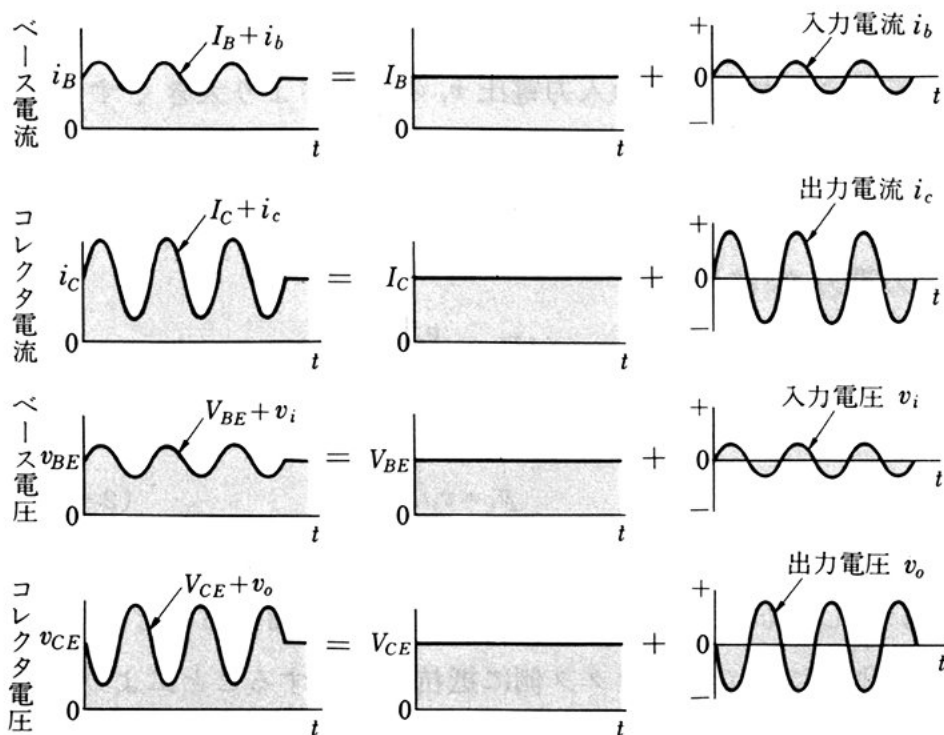 ベース電流
i_B
I_B + i_b
0
t
=
I_B
0
t
+
入力電流 i_b
+
0
−
t
コレクタ電流
i_C
I_C + i_c
0
t
=
I_C
0
t
+
出力電流 i_c
+
0
−
t
ベース電圧
v_BE
V_BE + v_i
0
t
=
V_BE
0
t
+
入力電圧 v_i
+
0
−
t
コレクタ電圧
v_CE
V_CE + v_o
0
t
=
V_CE
0
t
+
出力電圧 v_o
+
0
−
t